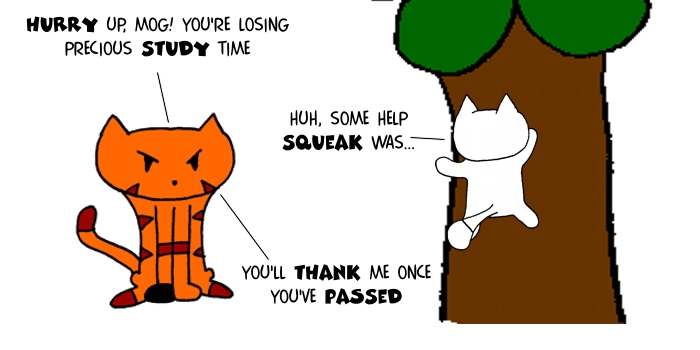 HURRY UP, MOG! YOU'RE LOSING
PRECIOUS STUDY TIME
HUH, SOME HELP
SQUEAK WAS...
YOU'LL THANK ME ONCE
YOU'VE PASSED